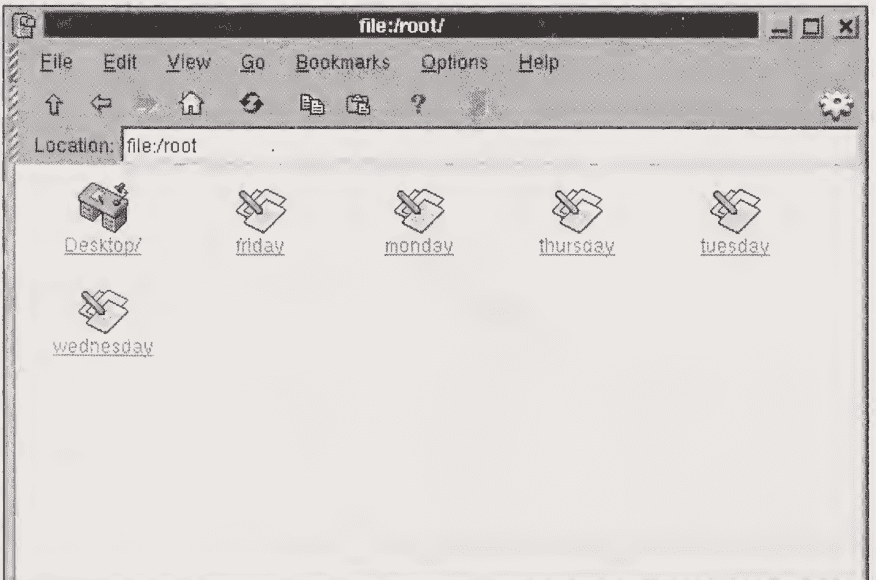 file:/root/
File Edit View Go Bookmarks Options Help
Location: file:/root
Desktop/ friday monday thursday tuesday
wednesday